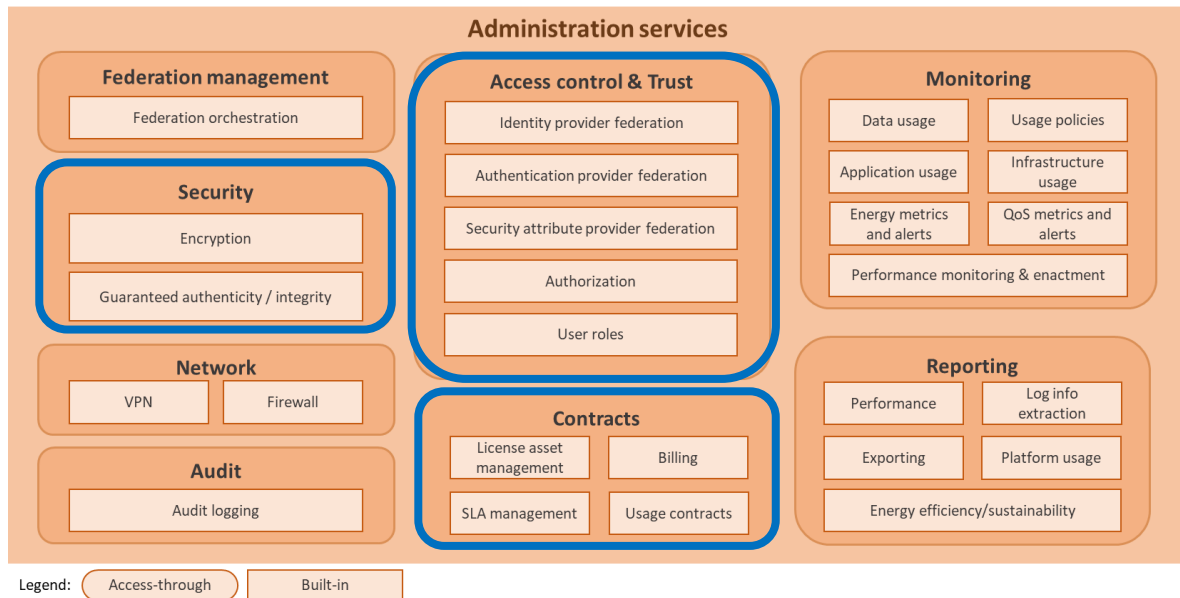 Administration services
Federation management
Federation orchestration
Security
Encryption
Guaranteed authenticity / integrity
Network
VPN
Firewall
Audit
Audit logging
Access control & Trust
Identity provider federation
Authentication provider federation
Security attribute provider federation
Authorization
User roles
Contracts
License asset
management
Billing
SLA management
Usage contracts
Monitoring
Data usage
Usage policies
Application usage
Infrastructure
usage
Energy metrics
and alerts
QoS metrics and
alerts
Performance monitoring & enactment
Reporting
Performance
Log info
extraction
Exporting
Platform usage
Energy efficiency/sustainability
Legend:
Access-through
Built-in